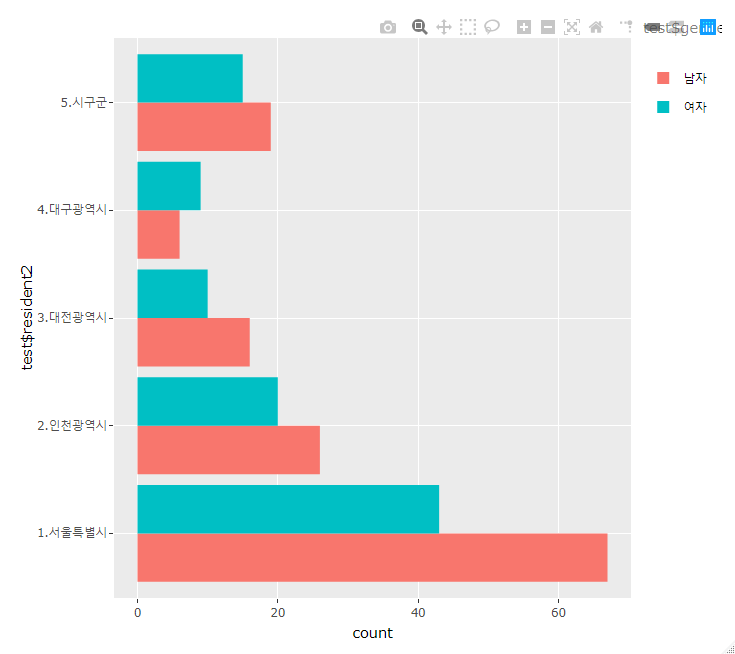 남자
여자
5.시구군
4.대구광역시
3.대전광역시
2.인천광역시
1.서울특별시
test$resident2
0
20
40
60
count